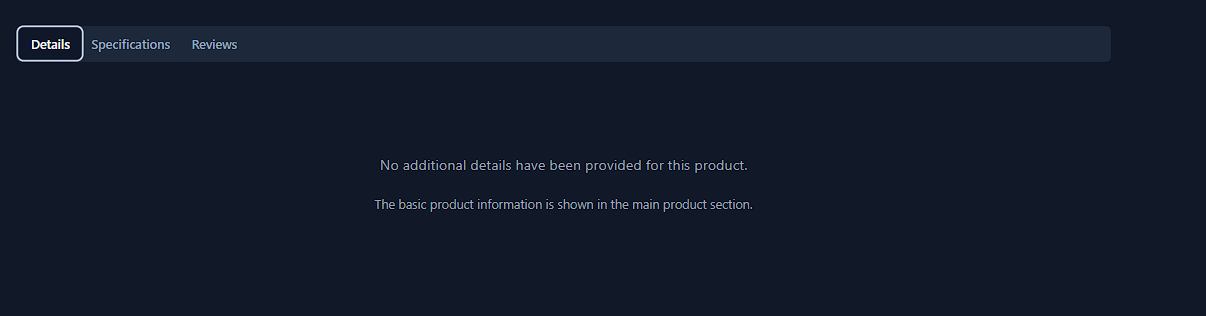 Details Specifications Reviews
No additional details have been provided for this product.
The basic product information is shown in the main product section.